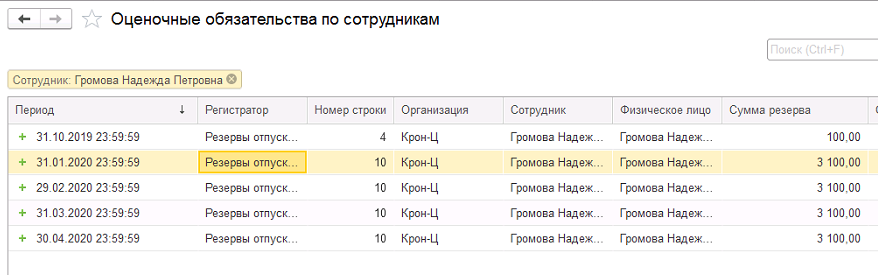 Оценочные обязательства по сотрудникам
Поиск (Ctrl+F)
Сотрудник: Громова Надежда Петровна
Период ↓ Регистратор Номер строки Организация Сотрудник Физическое лицо Сумма резерва
31.10.2019 23:59:59 Резервы отпуск... 4 Крон-Ц Громова Надеж... Громова Надеж... 100,00
31.01.2020 23:59:59 Резервы отпуск... 10 Крон-Ц Громова Надеж... Громова Надеж... 3 100,00
29.02.2020 23:59:59 Резервы отпуск... 10 Крон-Ц Громова Надеж... Громова Надеж... 3 100,00
31.03.2020 23:59:59 Резервы отпуск... 10 Крон-Ц Громова Надеж... Громова Надеж... 3 100,00
30.04.2020 23:59:59 Резервы отпуск... 10 Крон-Ц Громова Надеж... Громова Надеж... 3 100,00